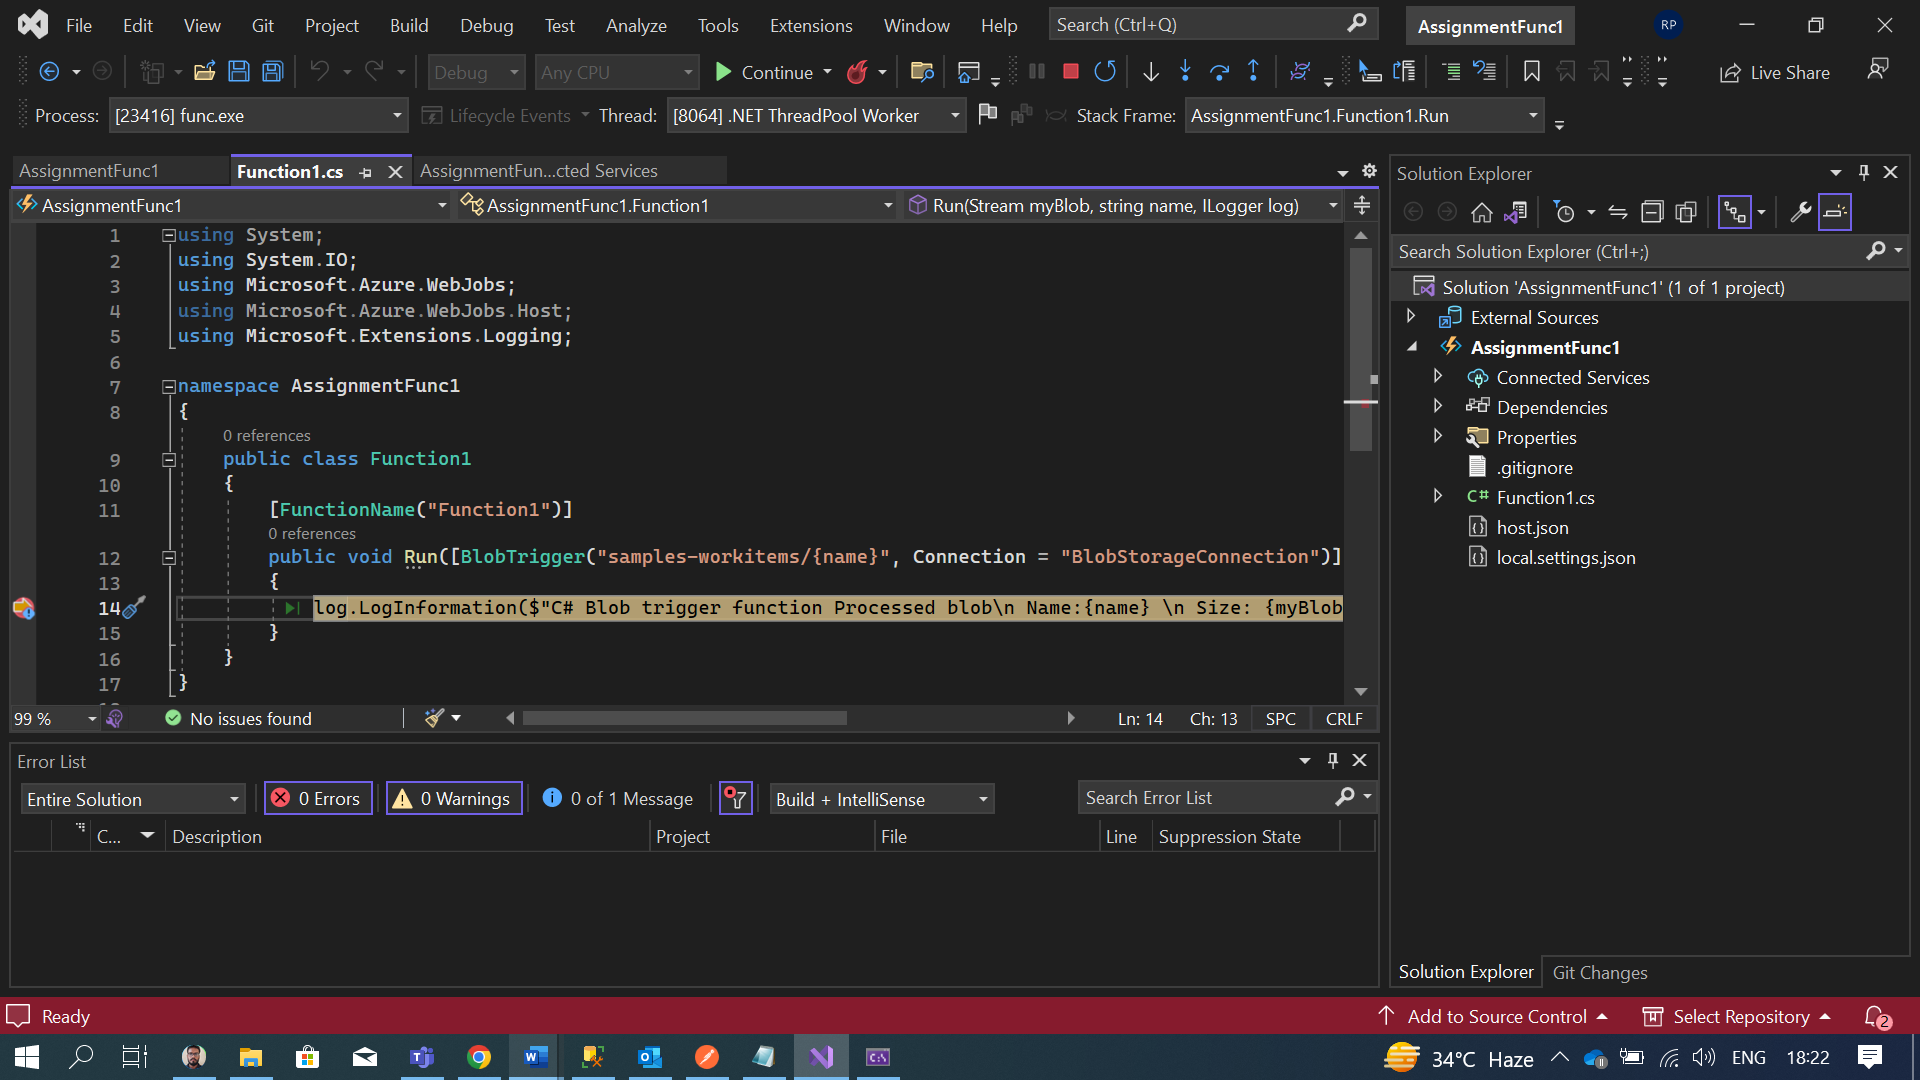 File Edit View Git Project Build Debug Test Analyze Tools Extensions Window Help Search (Ctrl+Q) AssignmentFunc1 RP
Debug Any CPU Continue Live Share
Process: [23416] func.exe Lifecycle Events Thread: [8064] .NET ThreadPool Worker Stack Frame: AssignmentFunc1.Function1.Run
AssignmentFunc1 Function1.cs AssignmentFun...cted Services
AssignmentFunc1 AssignmentFunc1.Function1 Run(Stream myBlob, string name, ILogger log)
1 using System;
2 using System.IO;
3 using Microsoft.Azure.WebJobs;
4 using Microsoft.Azure.WebJobs.Host;
5 using Microsoft.Extensions.Logging;
6
7 namespace AssignmentFunc1
8 {
0 references
9 public class Function1
10 {
11 [FunctionName("Function1")]
0 references
12 public void Run([BlobTrigger("samples-workitems/{name}", Connection = "BlobStorageConnection")]
13 {
14 log.LogInformation($"C# Blob trigger function Processed blob\n Name:{name} \n Size: {myBlob
15 }
16 }
17 }
99 % No issues found Ln: 14 Ch: 13 SPC CRLF
Error List
Entire Solution 0 Errors 0 Warnings 0 of 1 Message Build + IntelliSense Search Error List
C... Description Project File Line Suppression State
Solution Explorer
Search Solution Explorer (Ctrl+;)
Solution 'AssignmentFunc1' (1 of 1 project)
External Sources
AssignmentFunc1
Connected Services
Dependencies
Properties
.gitignore
C# Function1.cs
host.json
local.settings.json
Solution Explorer Git Changes
Ready Add to Source Control Select Repository 2
34°C Haze ENG 18:22